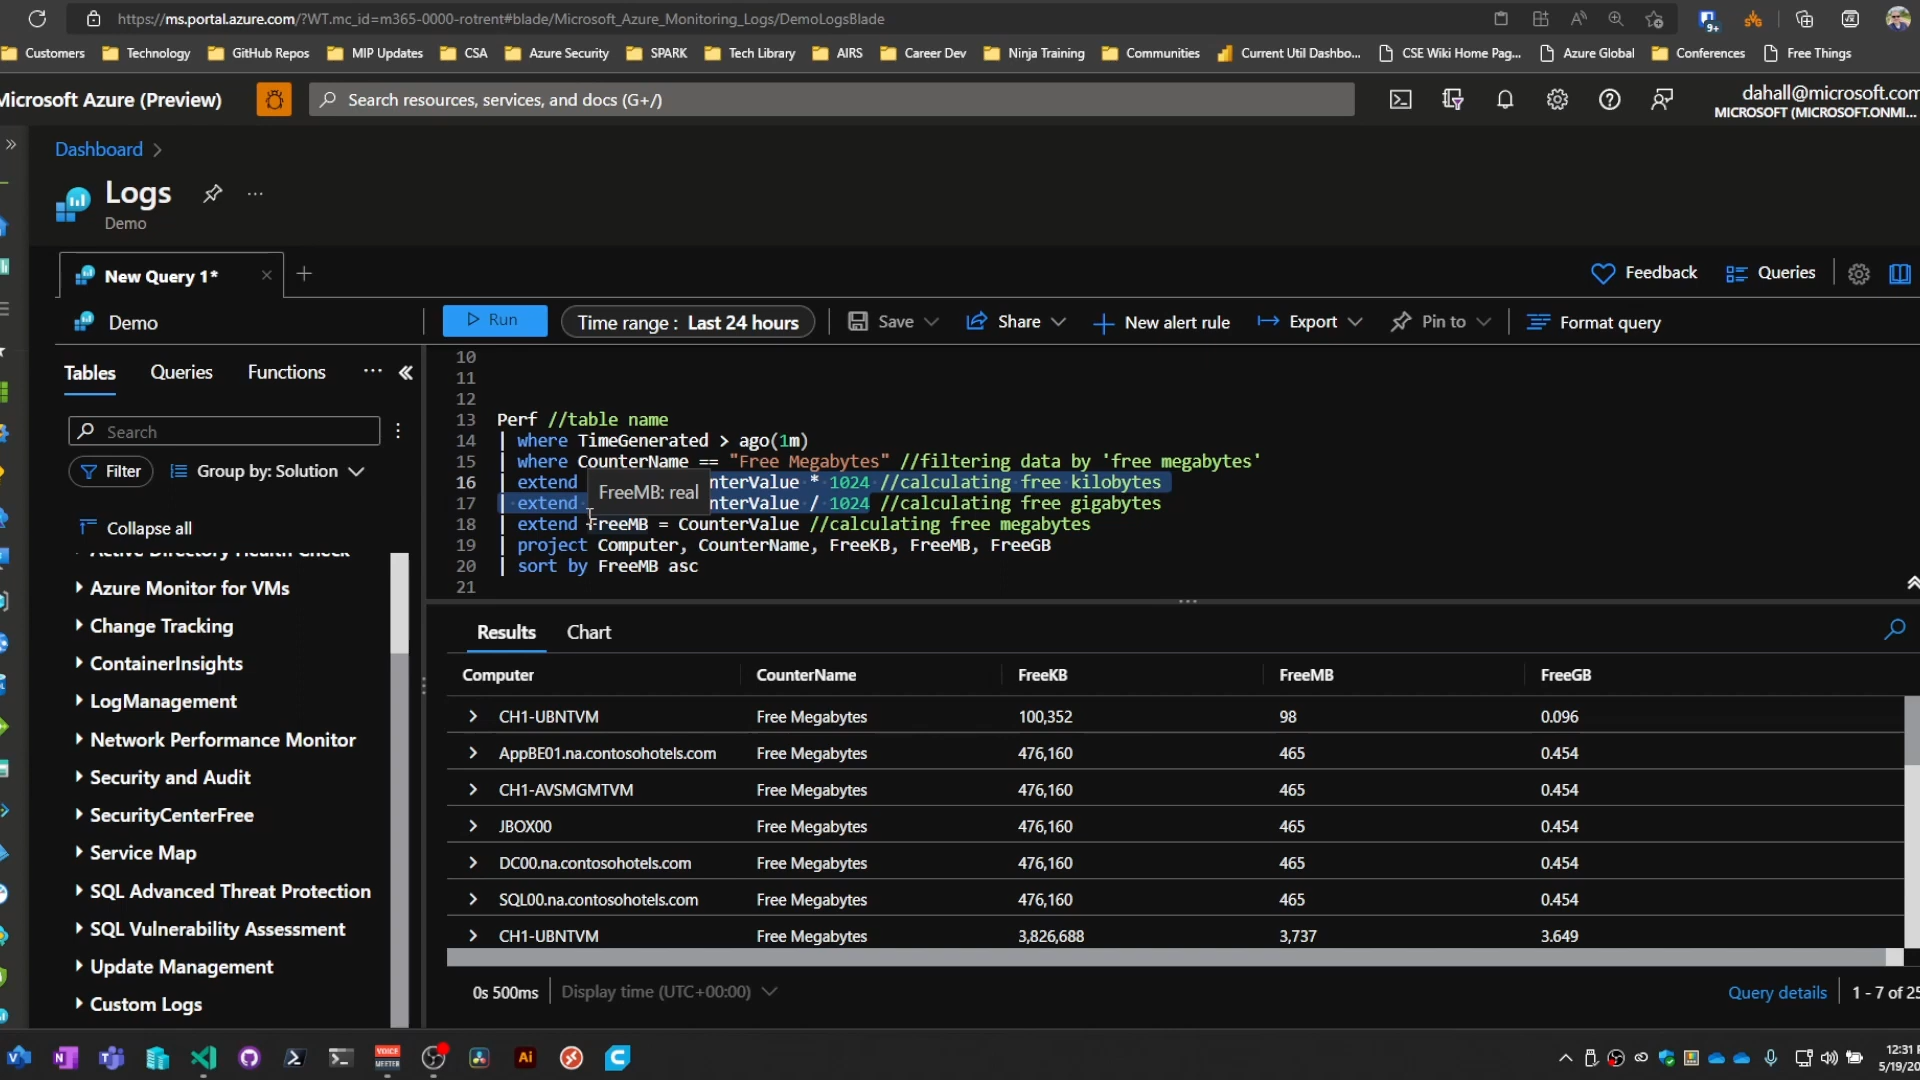 https://ms.portal.azure.com/?WT.mc_id=m365-0000-rotrent#blade/Microsoft_Azure_Monitoring_Logs/DemoLogsBlade
9+
Customers Technology GitHub Repos MIP Updates CSA Azure Security SPARK Tech Library AIRS Career Dev Ninja Training Communities Current Util Dashbo... CSE Wiki Home Pag... Azure Global Conferences Free Things
Microsoft Azure (Preview)
Search resources, services, and docs (G+/)
dahall@microsoft.com
MICROSOFT (MICROSOFT.ONMI...
Dashboard
Logs
Demo
New Query 1*
Feedback
Queries
Demo
Run
Time range : Last 24 hours
Save
Share
New alert rule
Export
Pin to
Format query
Tables Queries Functions
Search
Filter
Group by: Solution
Collapse all
Active Directory Health Check
Azure Monitor for VMs
Change Tracking
ContainerInsights
LogManagement
Network Performance Monitor
Security and Audit
SecurityCenterFree
Service Map
SQL Advanced Threat Protection
SQL Vulnerability Assessment
Update Management
Custom Logs
10
11
12
13 Perf //table name
14 | where TimeGenerated > ago(1m)
15 | where CounterName == "Free Megabytes" //filtering data by 'free megabytes'
16 | extend nterValue * 1024 //calculating free kilobytes
FreeMB: real
17 | extend nterValue / 1024 //calculating free gigabytes
18 | extend FreeMB = CounterValue //calculating free megabytes
19 | project Computer, CounterName, FreeKB, FreeMB, FreeGB
20 | sort by FreeMB asc
21
Results Chart
Computer CounterName FreeKB FreeMB FreeGB
CH1-UBNTVM Free Megabytes 100,352 98 0.096
AppBE01.na.contosohotels.com Free Megabytes 476,160 465 0.454
CH1-AVSMGMTVM Free Megabytes 476,160 465 0.454
JBOX00 Free Megabytes 476,160 465 0.454
DC00.na.contosohotels.com Free Megabytes 476,160 465 0.454
SQL00.na.contosohotels.com Free Megabytes 476,160 465 0.454
CH1-UBNTVM Free Megabytes 3,826,688 3,737 3.649
0s 500ms
Display time (UTC+00:00)
Query details
1 - 7 of 25
VOICE MEETER
Ai
12:31
5/19/20